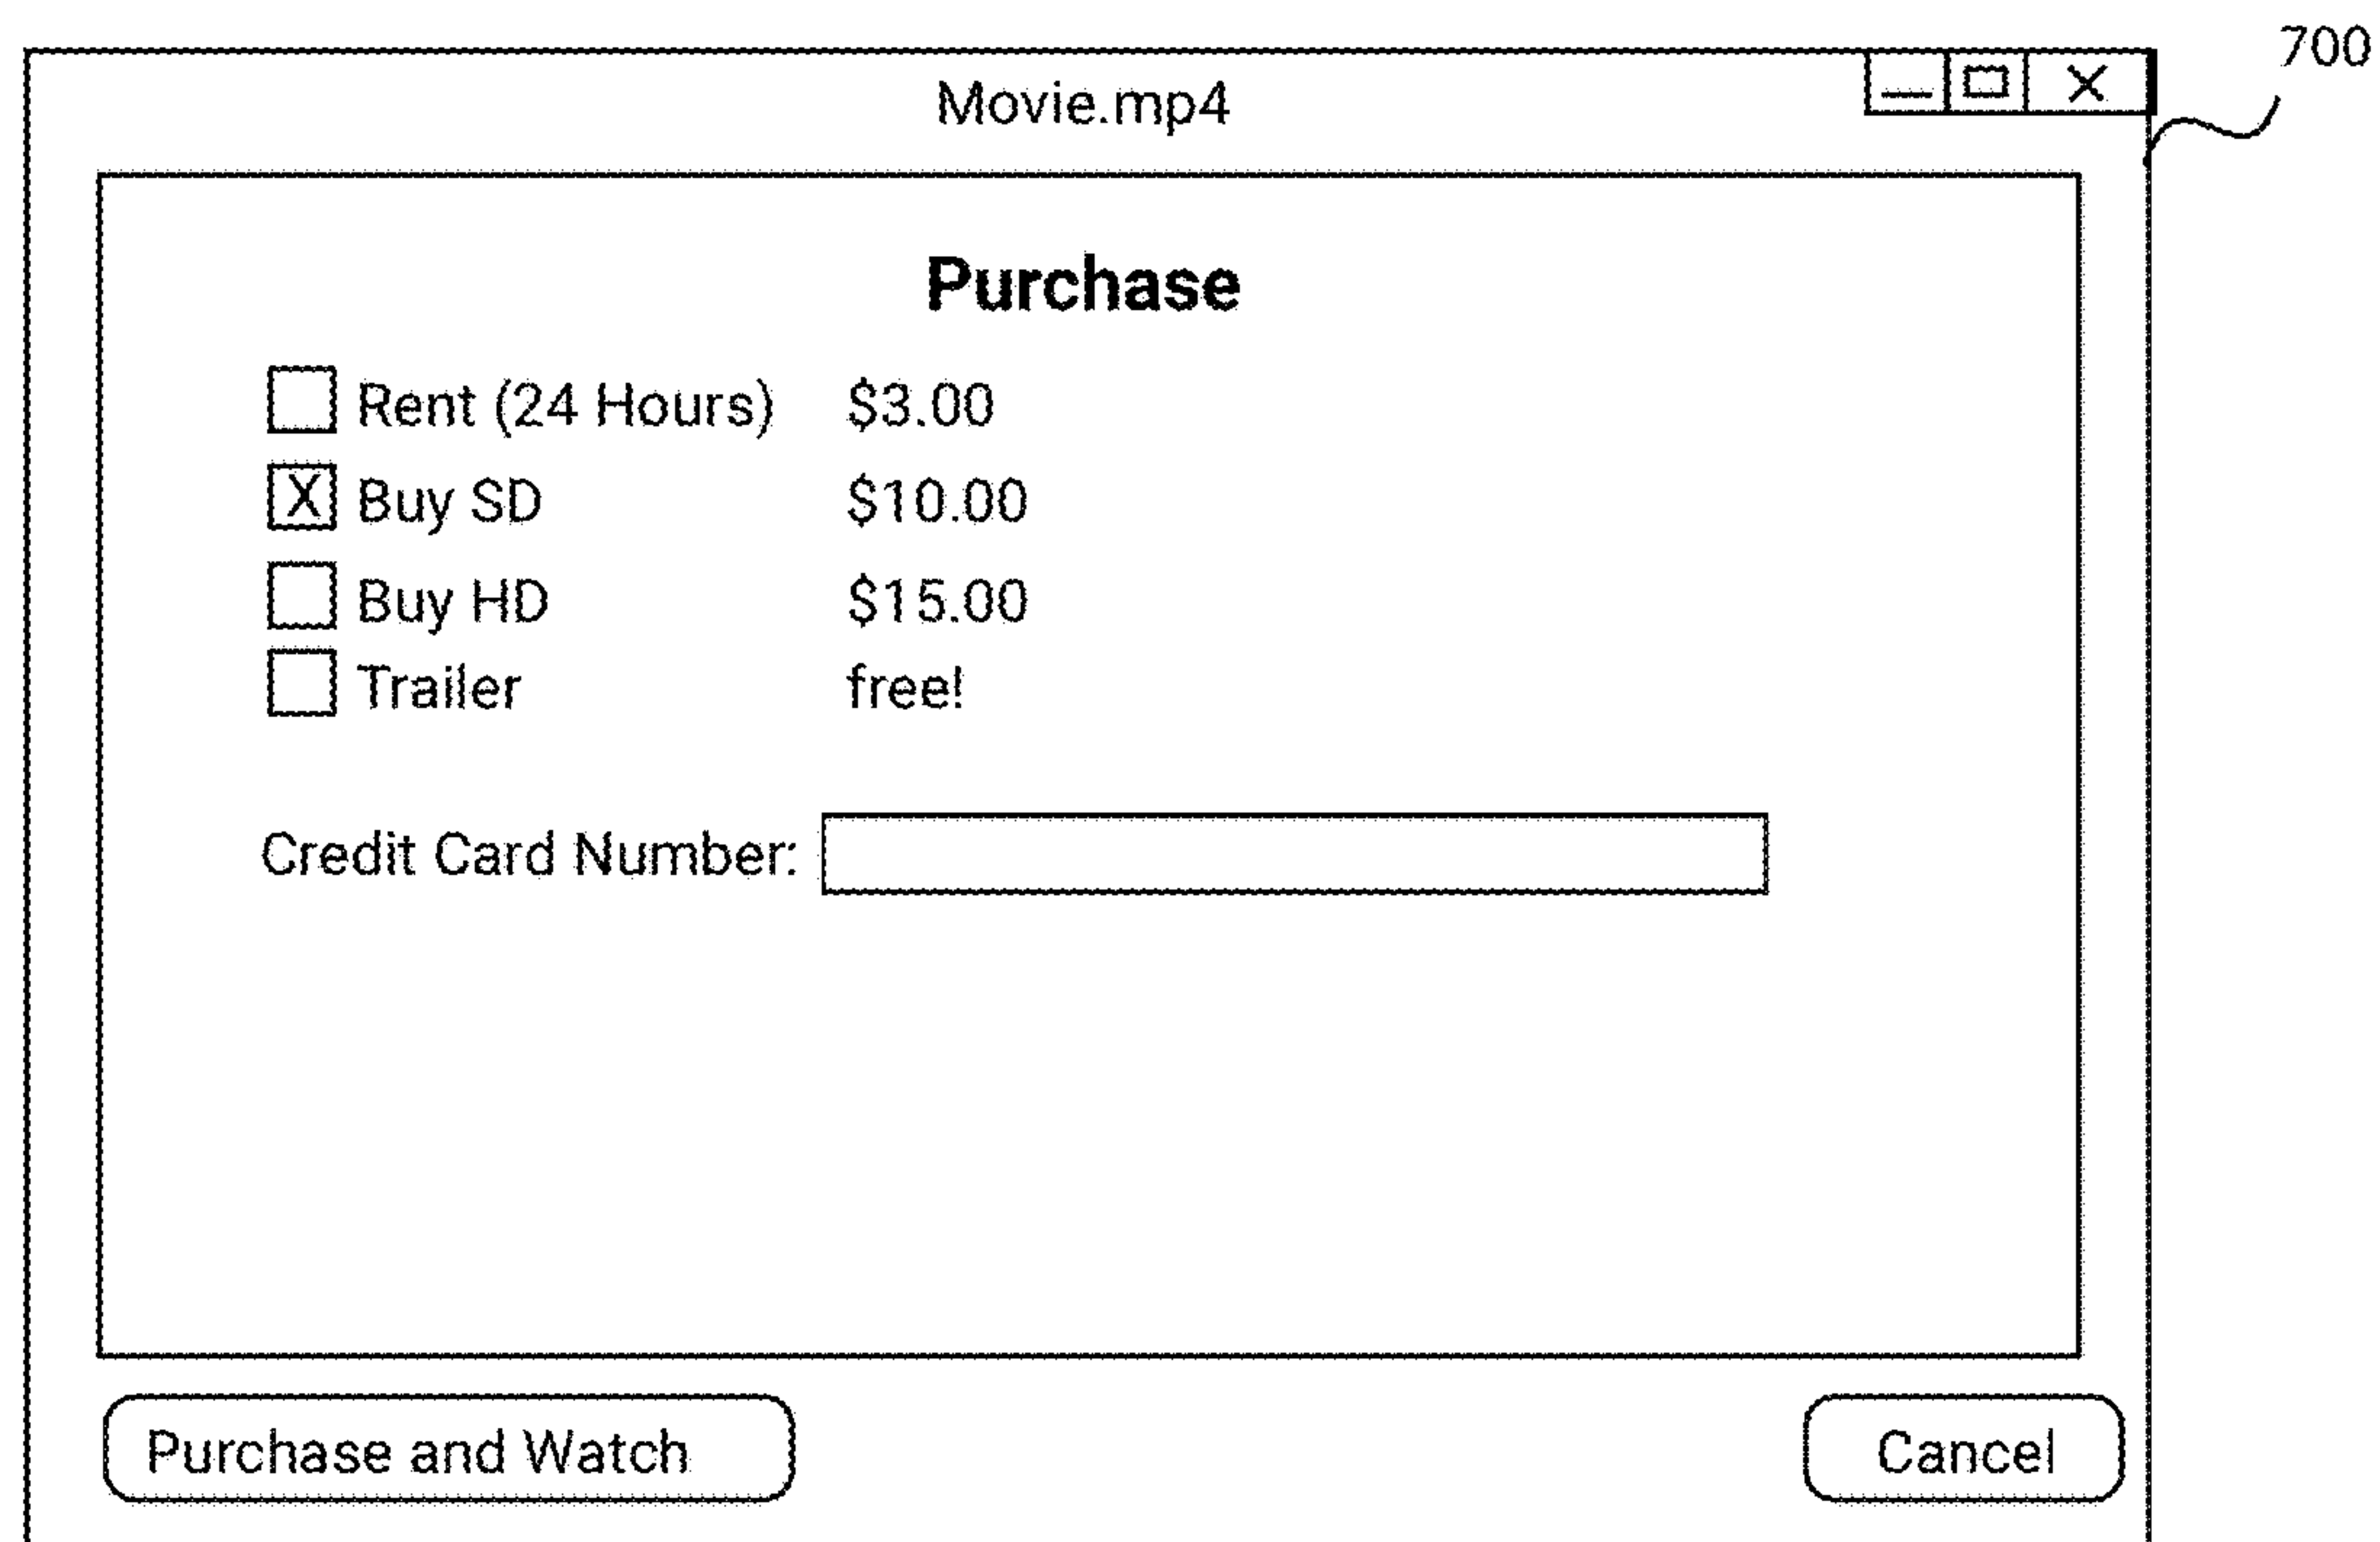 700
Movie.mp4
Purchase
Rent (24 Hours) $3.00
X Buy SD $10.00
Buy HD $15.00
Trailer free!
Credit Card Number:
Purchase and Watch Cancel